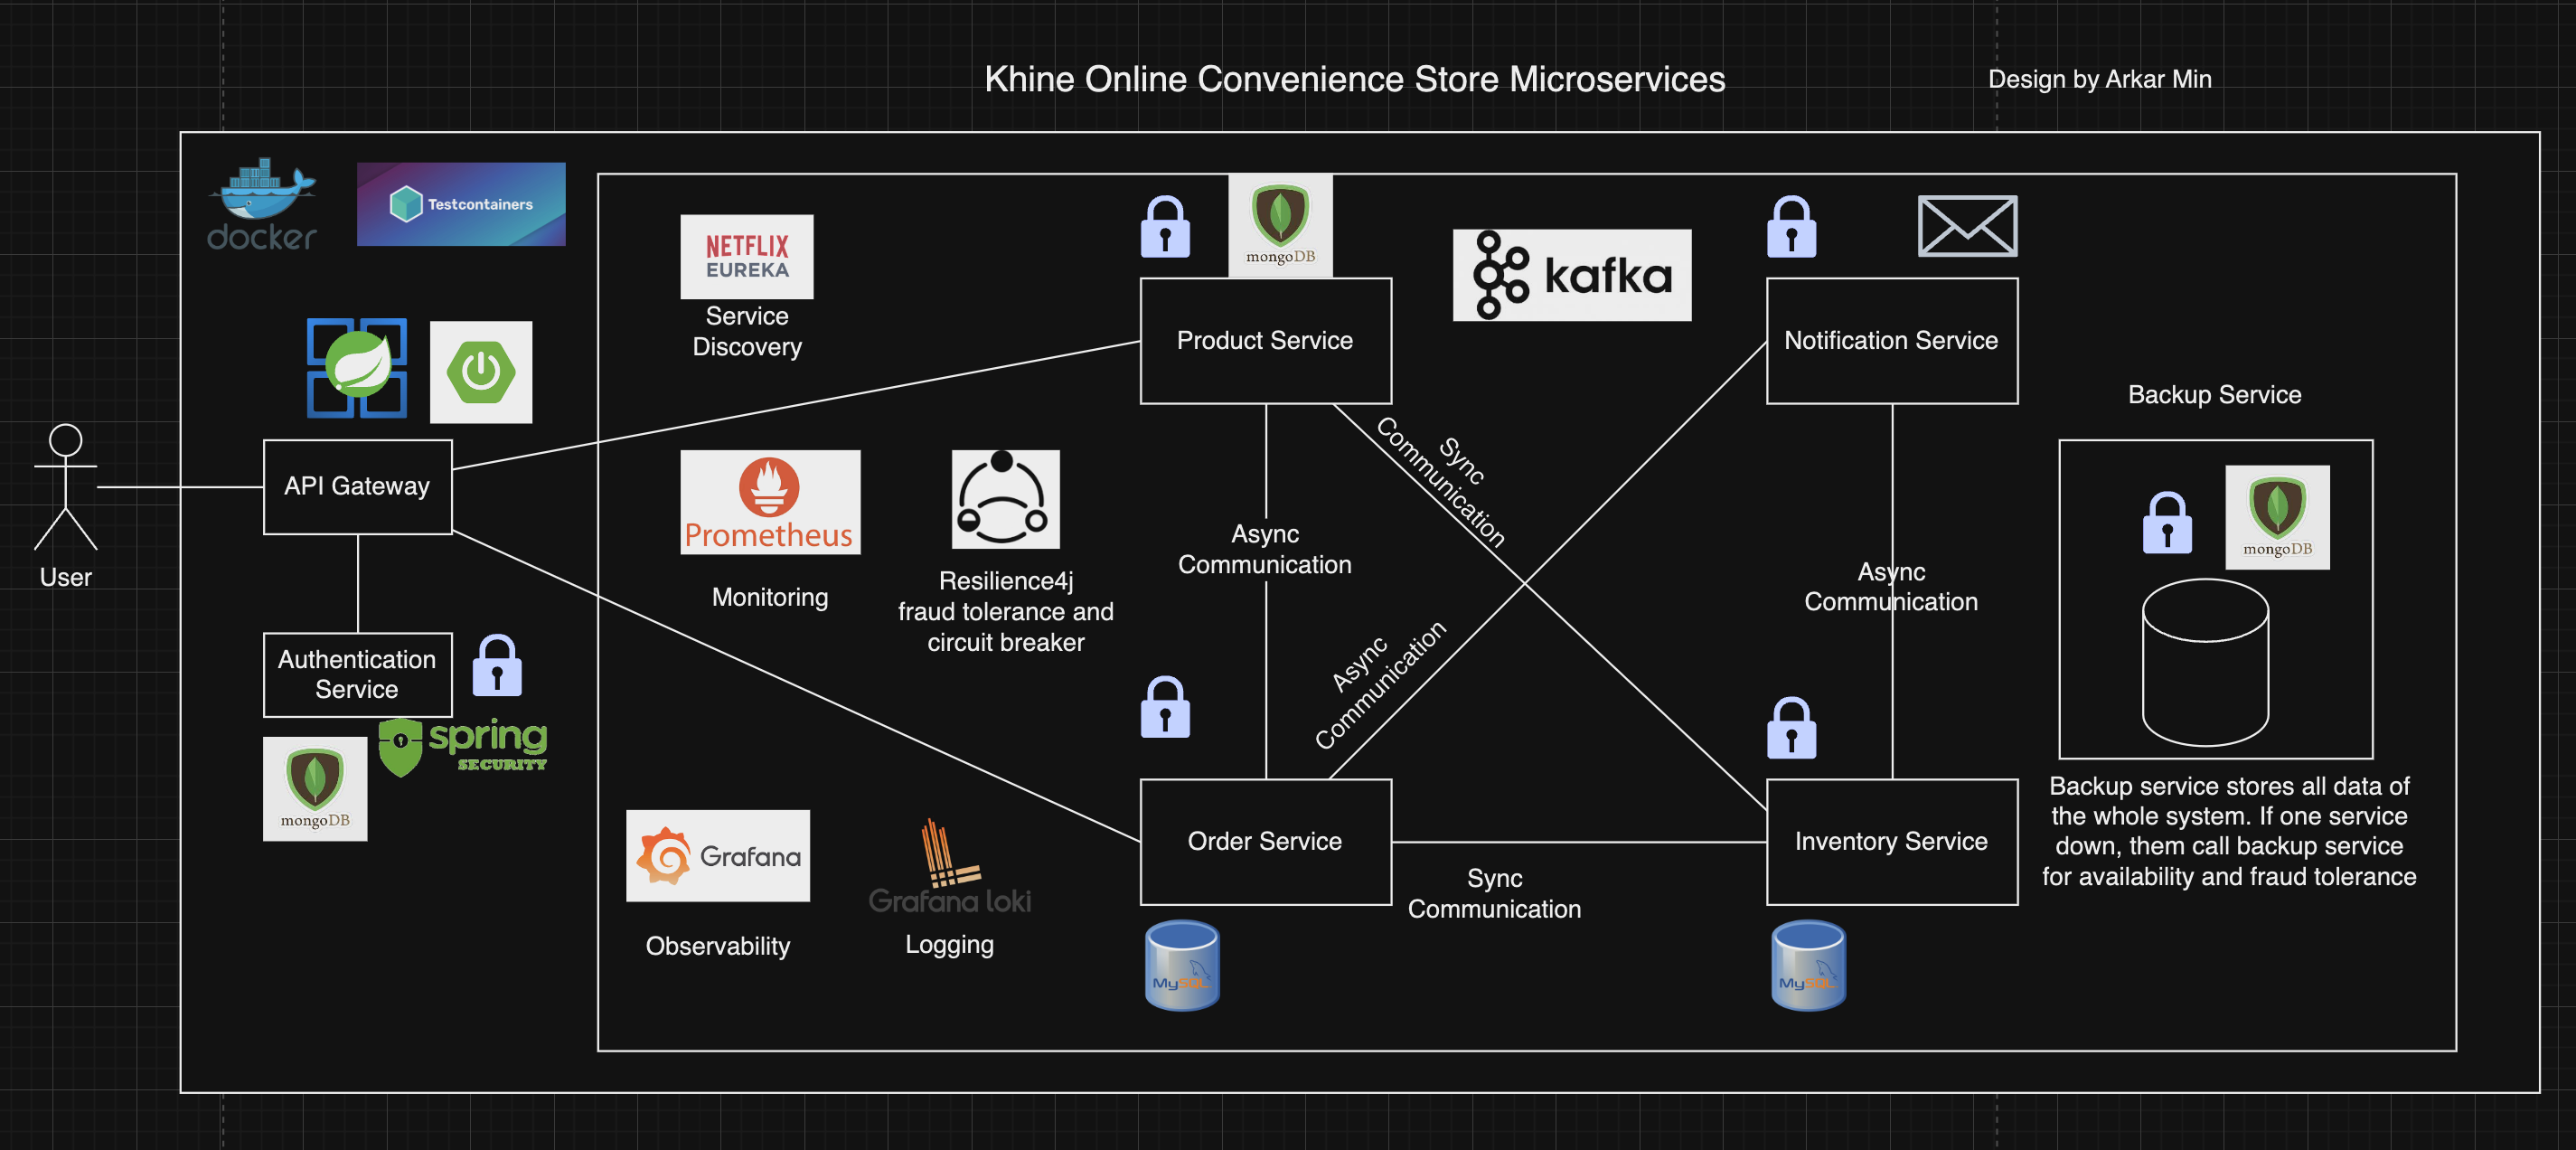 Khine Online Convenience Store Microservices
Design by Arkar Min
docker
Testcontainers
NETFLIX
EUREKA
Service
Discovery
mongoDB
kafka
Product Service
Notification Service
Backup Service
API Gateway
User
Prometheus
Monitoring
Resilience4j
fraud tolerance and
circuit breaker
Async
Communication
Sync
Communication
Async
Communication
Async
Communication
mongoDB
Authentication
Service
spring
SECURITY
mongoDB
Grafana
Observability
Grafana loki
Logging
Order Service
Inventory Service
Sync
Communication
MySQL
MySQL
Backup service stores all data of
the whole system. If one service
down, them call backup service
for availability and fraud tolerance